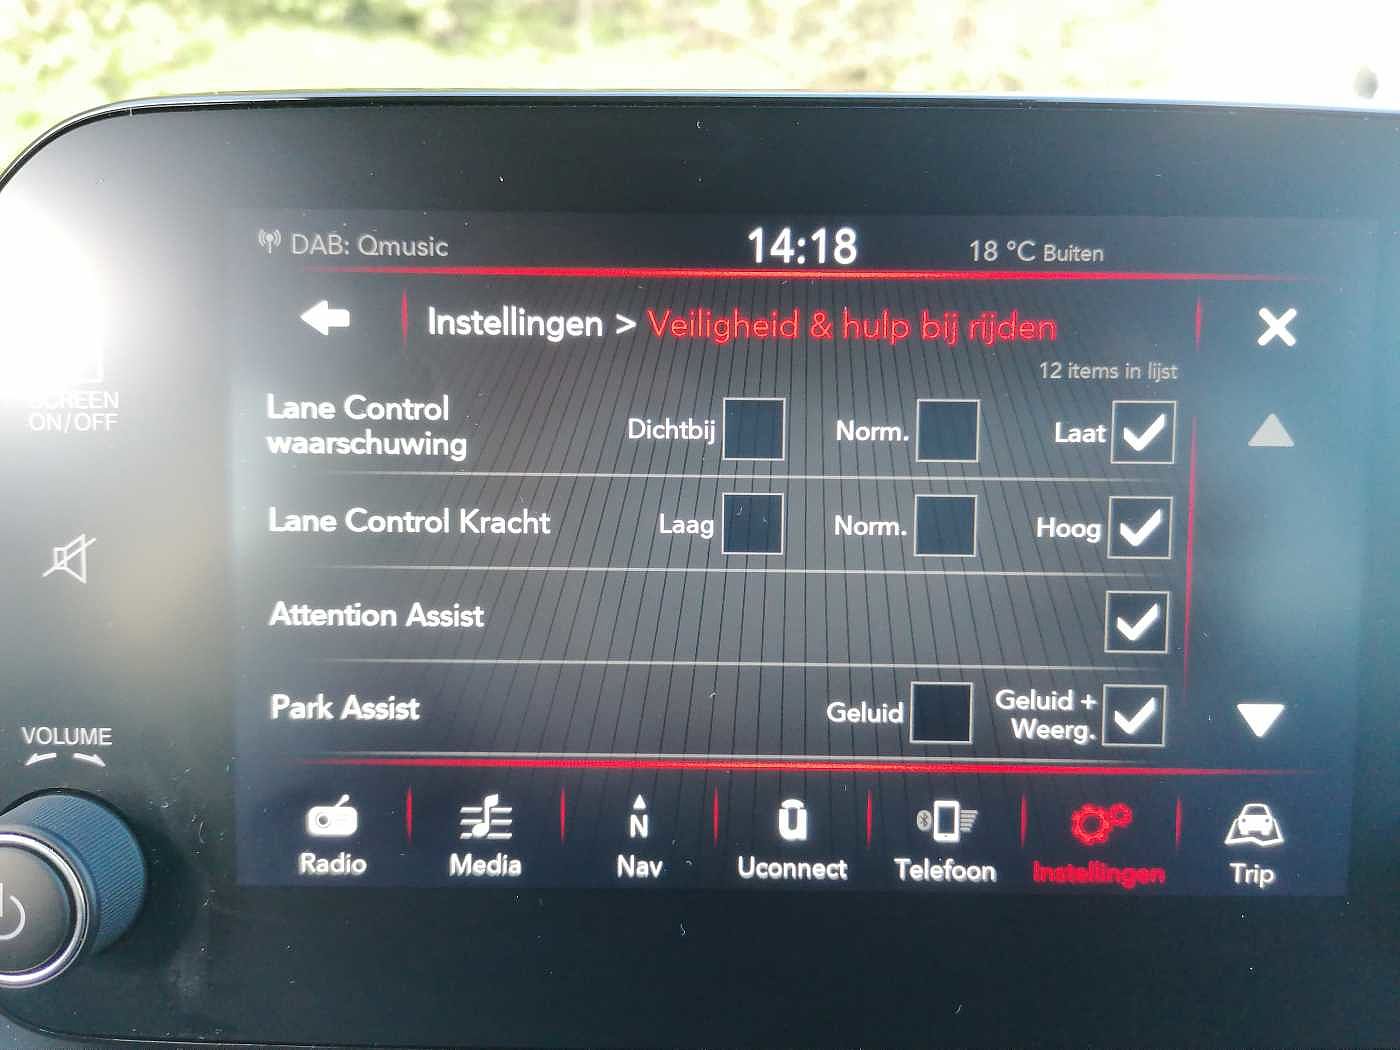 DAB: Qmusic 14:18 18 °C Buiten
Instellingen > Veiligheid & hulp bij rijden
12 items in lijst
SCREEN
ON/OFF
Lane Control
waarschuwing
Dichtbij Norm. Laat
Lane Control Kracht Laag Norm. Hoog
Attention Assist
Park Assist Geluid Geluid +
Weerg.
VOLUME
N
Radio Media Nav Uconnect Telefoon Instellingen Trip